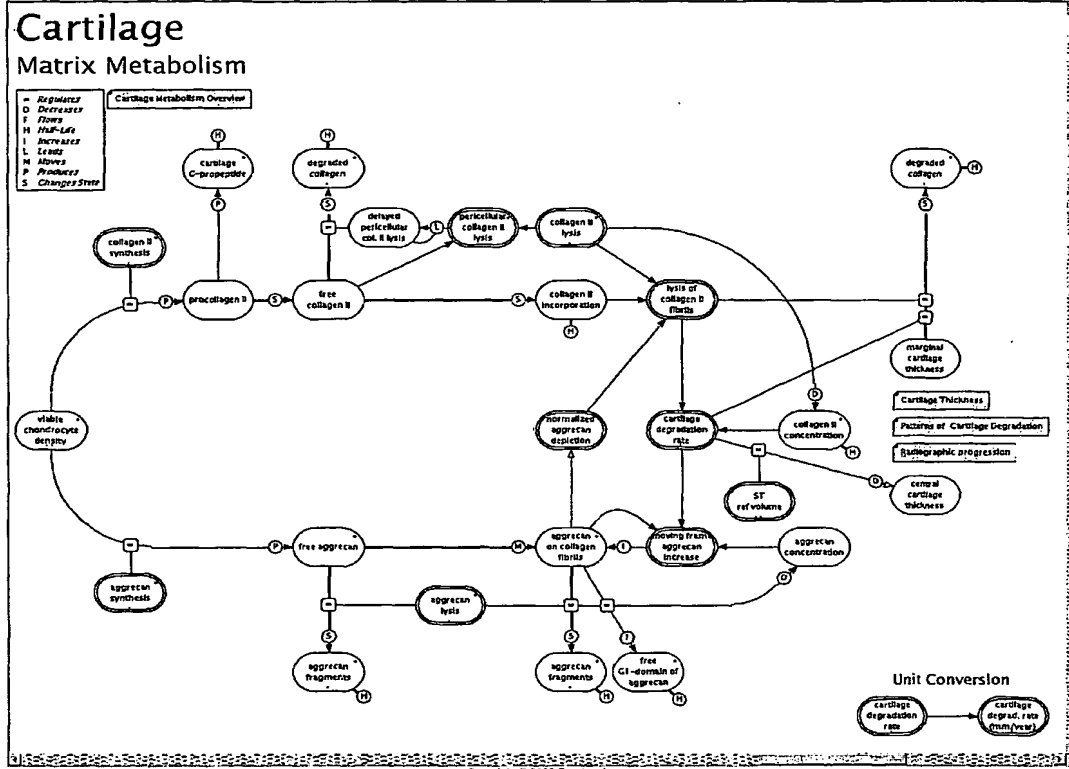 Cartilage
Matrix Metabolism
= Regulates
D Decreases
F Flows
H Half-Life
I Increases
L Leads
M Moves
P Produces
S Changes State
Cartilage Metabolism Overview
H
H
cartilage
C-propeptide
degraded
collagen
degraded
collagen
H
P
S
S
=
delayed
pericellular
col. II lysis
L
pericellular
collagen II
lysis
collagen II
lysis
collagen II
synthesis
=
P
procollagen II
S
free
collagen II
S
collagen II
incorporation
H
lysis of
collagen II
fibrils
=
=
marginal
cartilage
thickness
D
Cartilage Thickness
viable
chondrocyte
density
normalized
aggrecan
depletion
cartilage
degradation
rate
collagen II
concentration
H
Patterns of Cartilage Degradation
=
Radiographic progression
D
central
cartilage
thickness
ST
ref volume
=
P
free aggrecan
M
aggrecan
on collagen
fibrils
I
moving frame
aggrecan
increase
aggrecan
concentration
D
aggrecan
synthesis
=
aggrecan
lysis
=
=
S
S
I
aggrecan
fragments
H
aggrecan
fragments
H
free
G1-domain of
aggrecan
H
Unit Conversion
cartilage
degradation
rate
cartilage
degrad. rate
(mm/year)